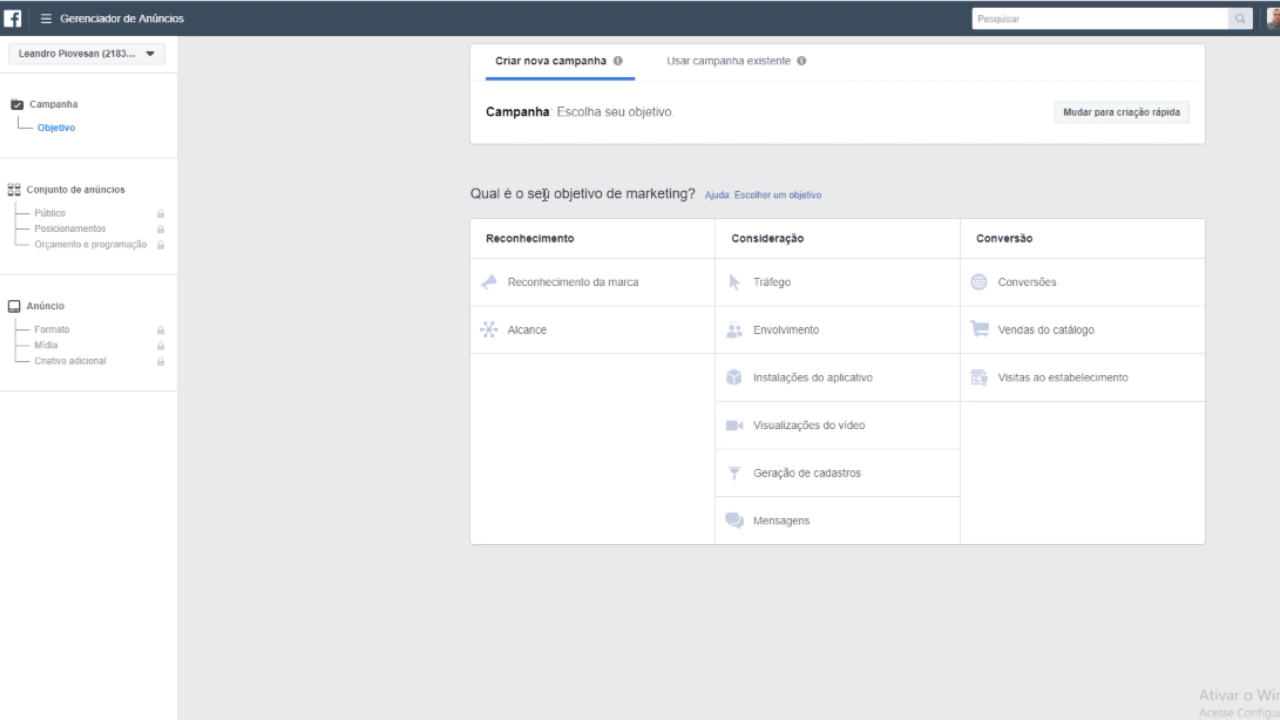 Gerenciador de Anúncios
Pesquisar
Leandro Piovesan (2183...
Campanha
Objetivo
Conjunto de anúncios
Público
Posicionamentos
Orçamento e programação
Anúncio
Formato
Mídia
Criativo adicional
Criar nova campanha
Usar campanha existente
Campanha: Escolha seu objetivo.
Mudar para criação rápida
Qual é o seu objetivo de marketing? Ajuda: Escolher um objetivo
Reconhecimento
Reconhecimento da marca
Alcance
Consideração
Tráfego
Envolvimento
Instalações do aplicativo
Visualizações do vídeo
Geração de cadastros
Mensagens
Conversão
Conversões
Vendas do catálogo
Visitas ao estabelecimento
Ativar o Win
Acesse Configu